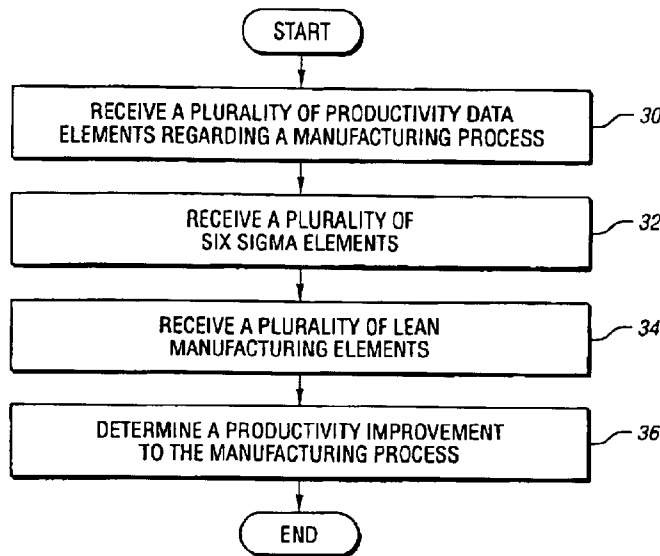 START
RECEIVE A PLURALITY OF PRODUCTIVITY DATA
ELEMENTS REGARDING A MANUFACTURING PROCESS
30
RECEIVE A PLURALITY OF
SIX SIGMA ELEMENTS
32
RECEIVE A PLURALITY OF LEAN
MANUFACTURING ELEMENTS
34
DETERMINE A PRODUCTIVITY IMPROVEMENT
TO THE MANUFACTURING PROCESS
36
END